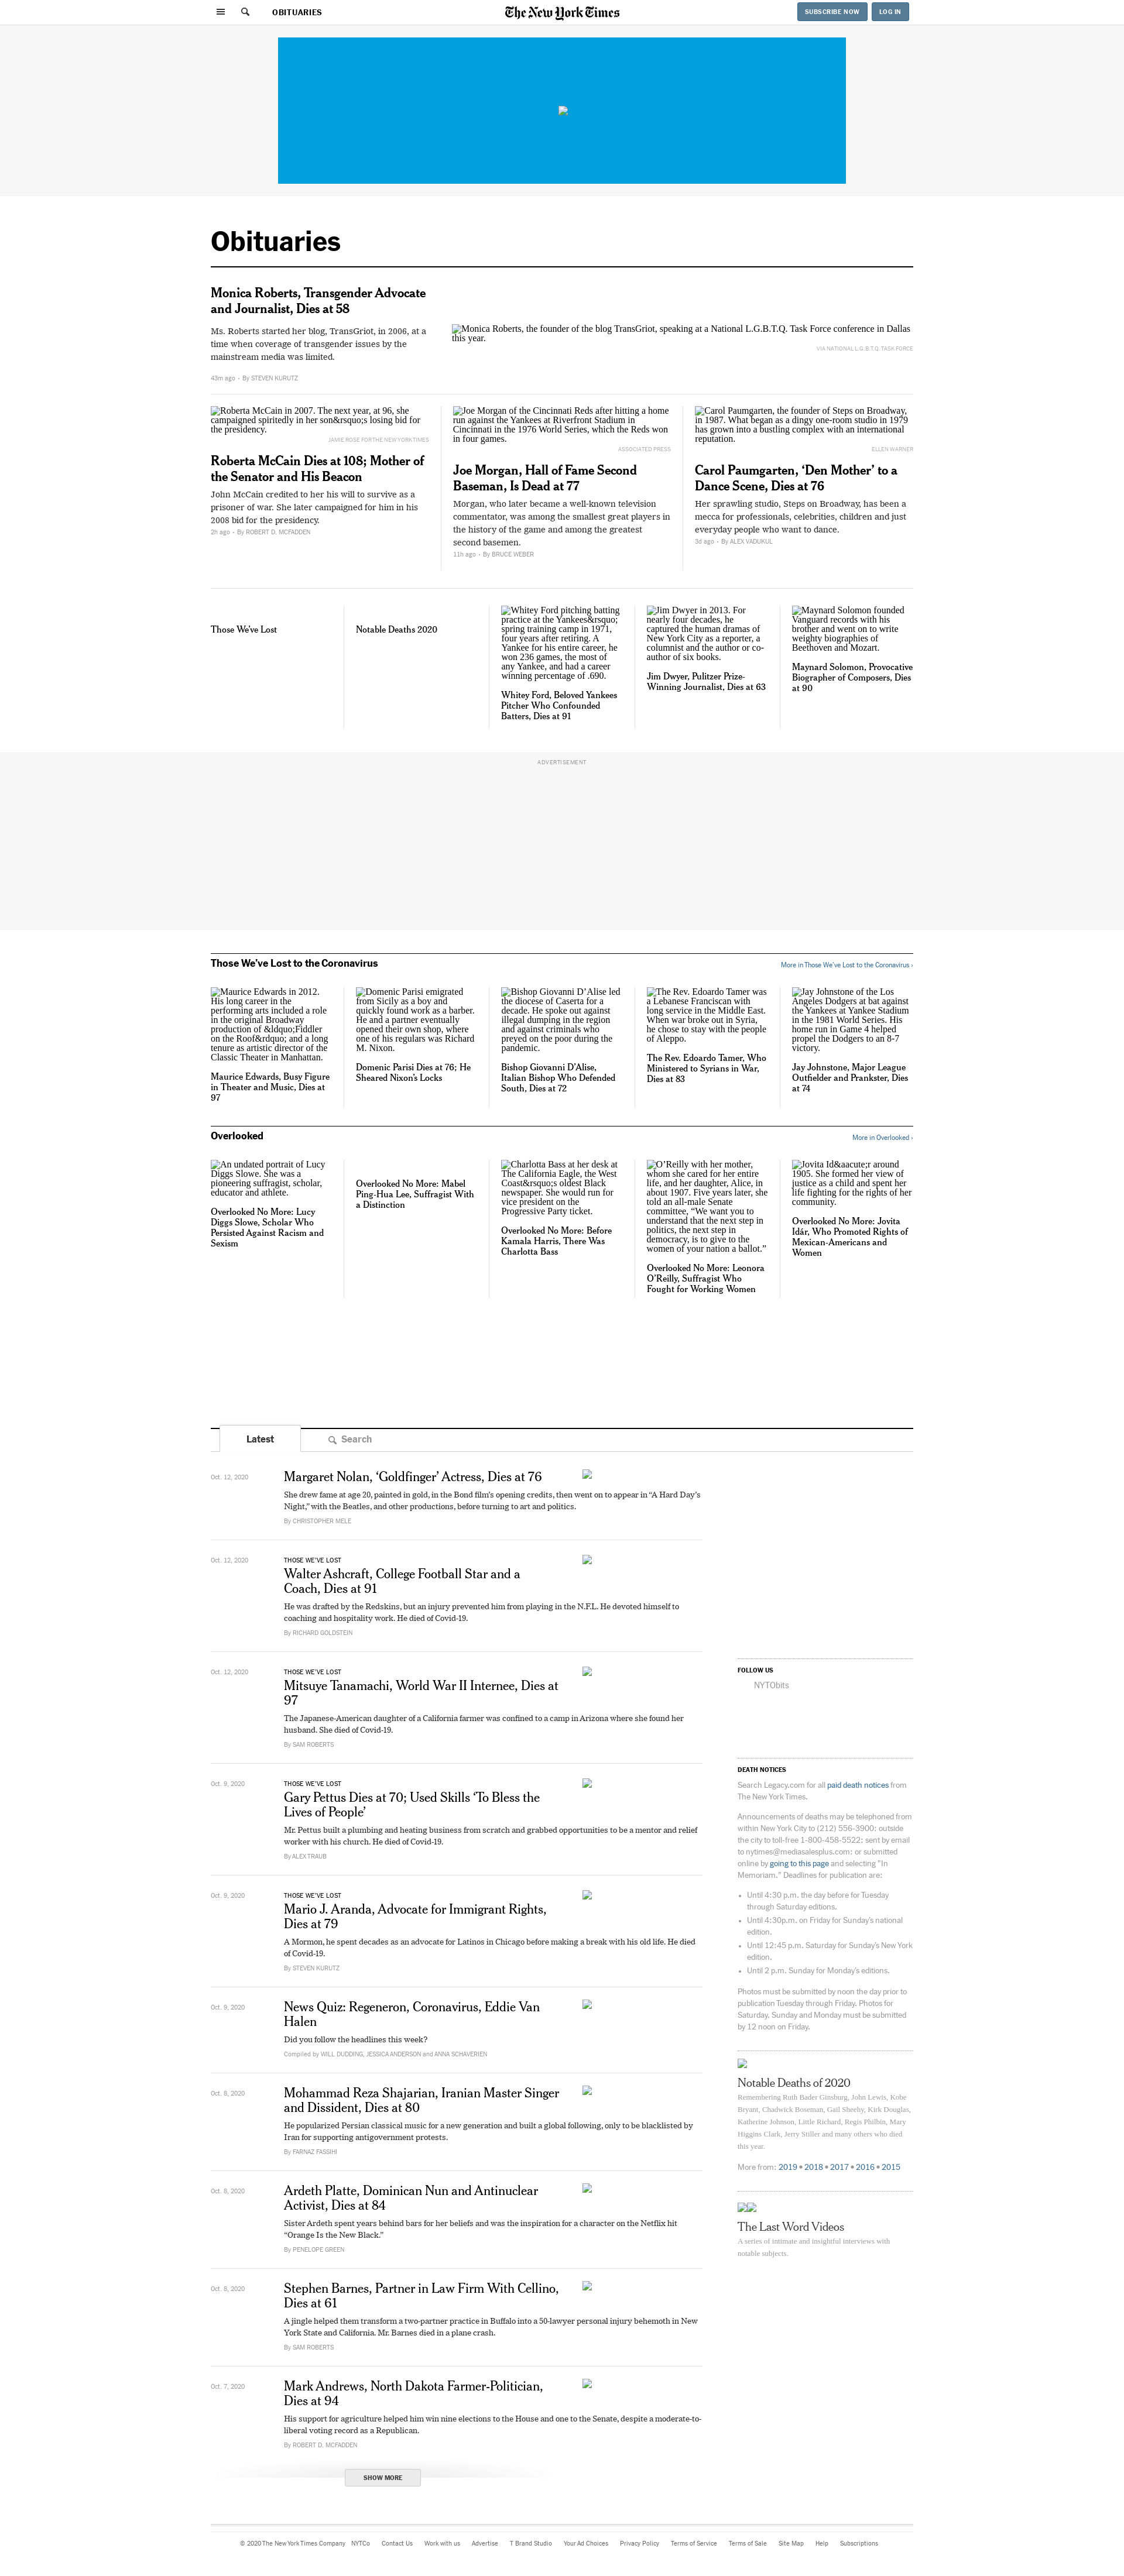 OBITUARIES
The New York Times
SUBSCRIBE NOW
LOG IN
Obituaries
Monica Roberts, Transgender Advocate
and Journalist, Dies at 58
Ms. Roberts started her blog, TransGriot, in 2006, at a
time when coverage of transgender issues by the
mainstream media was limited.
43m ago • By STEVEN KURUTZ
Monica Roberts, the founder of the blog TransGriot, speaking at a National L.G.B.T.Q. Task Force conference in Dallas
this year.
VIA NATIONAL L.G.B.T.Q. TASK FORCE
Roberta McCain in 2007. The next year, at 96, she
campaigned spiritedly in her son&rsquo;s losing bid for
the presidency.
JAMIE ROSE FOR THE NEW YORK TIMES
Roberta McCain Dies at 108; Mother of
the Senator and His Beacon
John McCain credited to her his will to survive as a
prisoner of war. She later campaigned for him in his
2008 bid for the presidency.
2h ago • By ROBERT D. MCFADDEN
Joe Morgan of the Cincinnati Reds after hitting a home
run against the Yankees at Riverfront Stadium in
Cincinnati in the 1976 World Series, which the Reds won
in four games.
ASSOCIATED PRESS
Joe Morgan, Hall of Fame Second
Baseman, Is Dead at 77
Morgan, who later became a well-known television
commentator, was among the smallest great players in
the history of the game and among the greatest
second basemen.
11h ago • By BRUCE WEBER
Carol Paumgarten, the founder of Steps on Broadway,
in 1987. What began as a dingy one-room studio in 1979
has grown into a bustling complex with an international
reputation.
ELLEN WARNER
Carol Paumgarten, ‘Den Mother’ to a
Dance Scene, Dies at 76
Her sprawling studio, Steps on Broadway, has been a
mecca for professionals, celebrities, children and just
everyday people who want to dance.
3d ago • By ALEX VADUKUL
Those We’ve Lost
Notable Deaths 2020
Whitey Ford pitching batting
practice at the Yankees&rsquo;
spring training camp in 1971,
four years after retiring. A
Yankee for his entire career, he
won 236 games, the most of
any Yankee, and had a career
winning percentage of .690.
Whitey Ford, Beloved Yankees
Pitcher Who Confounded
Batters, Dies at 91
Jim Dwyer in 2013. For
nearly four decades, he
captured the human dramas of
New York City as a reporter, a
columnist and the author or co-
author of six books.
Jim Dwyer, Pulitzer Prize-
Winning Journalist, Dies at 63
Maynard Solomon founded
Vanguard records with his
brother and went on to write
weighty biographies of
Beethoven and Mozart.
Maynard Solomon, Provocative
Biographer of Composers, Dies
at 90
ADVERTISEMENT
Those We’ve Lost to the Coronavirus
More in Those We’ve Lost to the Coronavirus ›
Maurice Edwards in 2012.
His long career in the
performing arts included a role
in the original Broadway
production of &ldquo;Fiddler
on the Roof&rdquo; and a long
tenure as artistic director of the
Classic Theater in Manhattan.
Maurice Edwards, Busy Figure
in Theater and Music, Dies at
97
Domenic Parisi emigrated
from Sicily as a boy and
quickly found work as a barber.
He and a partner eventually
opened their own shop, where
one of his regulars was Richard
M. Nixon.
Domenic Parisi Dies at 76; He
Sheared Nixon’s Locks
Bishop Giovanni D’Alise led
the diocese of Caserta for a
decade. He spoke out against
illegal dumping in the region
and against criminals who
preyed on the poor during the
pandemic.
Bishop Giovanni D’Alise,
Italian Bishop Who Defended
South, Dies at 72
The Rev. Edoardo Tamer was
a Lebanese Franciscan with
long service in the Middle East.
When war broke out in Syria,
he chose to stay with the people
of Aleppo.
The Rev. Edoardo Tamer, Who
Ministered to Syrians in War,
Dies at 83
Jay Johnstone of the Los
Angeles Dodgers at bat against
the Yankees at Yankee Stadium
in the 1981 World Series. His
home run in Game 4 helped
propel the Dodgers to an 8-7
victory.
Jay Johnstone, Major League
Outfielder and Prankster, Dies
at 74
Overlooked
More in Overlooked ›
An undated portrait of Lucy
Diggs Slowe. She was a
pioneering suffragist, scholar,
educator and athlete.
Overlooked No More: Lucy
Diggs Slowe, Scholar Who
Persisted Against Racism and
Sexism
Overlooked No More: Mabel
Ping-Hua Lee, Suffragist With
a Distinction
Charlotta Bass at her desk at
The California Eagle, the West
Coast&rsquo;s oldest Black
newspaper. She would run for
vice president on the
Progressive Party ticket.
Overlooked No More: Before
Kamala Harris, There Was
Charlotta Bass
O’Reilly with her mother,
whom she cared for her entire
life, and her daughter, Alice, in
about 1907. Five years later, she
told an all-male Senate
committee, “We want you to
understand that the next step in
politics, the next step in
democracy, is to give to the
women of your nation a ballot.”
Overlooked No More: Leonora
O’Reilly, Suffragist Who
Fought for Working Women
Jovita Id&aacute;r around
1905. She formed her view of
justice as a child and spent her
life fighting for the rights of her
community.
Overlooked No More: Jovita
Idár, Who Promoted Rights of
Mexican-Americans and
Women
Latest
Search
Oct. 12, 2020
Margaret Nolan, ‘Goldfinger’ Actress, Dies at 76
She drew fame at age 20, painted in gold, in the Bond film’s opening credits, then went on to appear in “A Hard Day’s
Night,” with the Beatles, and other productions, before turning to art and politics.
By CHRISTOPHER MELE
Oct. 12, 2020
THOSE WE’VE LOST
Walter Ashcraft, College Football Star and a
Coach, Dies at 91
He was drafted by the Redskins, but an injury prevented him from playing in the N.F.L. He devoted himself to
coaching and hospitality work. He died of Covid-19.
By RICHARD GOLDSTEIN
Oct. 12, 2020
THOSE WE’VE LOST
Mitsuye Tanamachi, World War II Internee, Dies at
97
The Japanese-American daughter of a California farmer was confined to a camp in Arizona where she found her
husband. She died of Covid-19.
By SAM ROBERTS
Oct. 9, 2020
THOSE WE’VE LOST
Gary Pettus Dies at 70; Used Skills ‘To Bless the
Lives of People’
Mr. Pettus built a plumbing and heating business from scratch and grabbed opportunities to be a mentor and relief
worker with his church. He died of Covid-19.
By ALEX TRAUB
Oct. 9, 2020
THOSE WE’VE LOST
Mario J. Aranda, Advocate for Immigrant Rights,
Dies at 79
A Mormon, he spent decades as an advocate for Latinos in Chicago before making a break with his old life. He died
of Covid-19.
By STEVEN KURUTZ
Oct. 9, 2020
News Quiz: Regeneron, Coronavirus, Eddie Van
Halen
Did you follow the headlines this week?
Compiled by WILL DUDDING, JESSICA ANDERSON and ANNA SCHAVERIEN
Oct. 8, 2020
Mohammad Reza Shajarian, Iranian Master Singer
and Dissident, Dies at 80
He popularized Persian classical music for a new generation and built a global following, only to be blacklisted by
Iran for supporting antigovernment protests.
By FARNAZ FASSIHI
Oct. 8, 2020
Ardeth Platte, Dominican Nun and Antinuclear
Activist, Dies at 84
Sister Ardeth spent years behind bars for her beliefs and was the inspiration for a character on the Netflix hit
“Orange Is the New Black.”
By PENELOPE GREEN
Oct. 8, 2020
Stephen Barnes, Partner in Law Firm With Cellino,
Dies at 61
A jingle helped them transform a two-partner practice in Buffalo into a 50-lawyer personal injury behemoth in New
York State and California. Mr. Barnes died in a plane crash.
By SAM ROBERTS
Oct. 7, 2020
Mark Andrews, North Dakota Farmer-Politician,
Dies at 94
His support for agriculture helped him win nine elections to the House and one to the Senate, despite a moderate-to-
liberal voting record as a Republican.
By ROBERT D. MCFADDEN
SHOW MORE
FOLLOW US
NYTObits
DEATH NOTICES
Search Legacy.com for all paid death notices from
The New York Times.
Announcements of deaths may be telephoned from
within New York City to (212) 556-3900; outside
the city to toll-free 1-800-458-5522; sent by email
to nytimes@mediasalesplus.com; or submitted
online by going to this page and selecting "In
Memoriam." Deadlines for publication are:
• Until 4:30 p.m. the day before for Tuesday
through Saturday editions.
• Until 4:30p.m. on Friday for Sunday’s national
edition.
• Until 12:45 p.m. Saturday for Sunday’s New York
edition.
• Until 2 p.m. Sunday for Monday’s editions.
Photos must be submitted by noon the day prior to
publication Tuesday through Friday. Photos for
Saturday, Sunday and Monday must be submitted
by 12 noon on Friday.
Notable Deaths of 2020
Remembering Ruth Bader Ginsburg, John Lewis, Kobe
Bryant, Chadwick Boseman, Gail Sheehy, Kirk Douglas,
Katherine Johnson, Little Richard, Regis Philbin, Mary
Higgins Clark, Jerry Stiller and many others who died
this year.
More from: 2019 • 2018 • 2017 • 2016 • 2015
The Last Word Videos
A series of intimate and insightful interviews with
notable subjects.
© 2020 The New York Times Company NYTCo Contact Us Work with us Advertise T Brand Studio Your Ad Choices Privacy Policy Terms of Service Terms of Sale Site Map Help Subscriptions